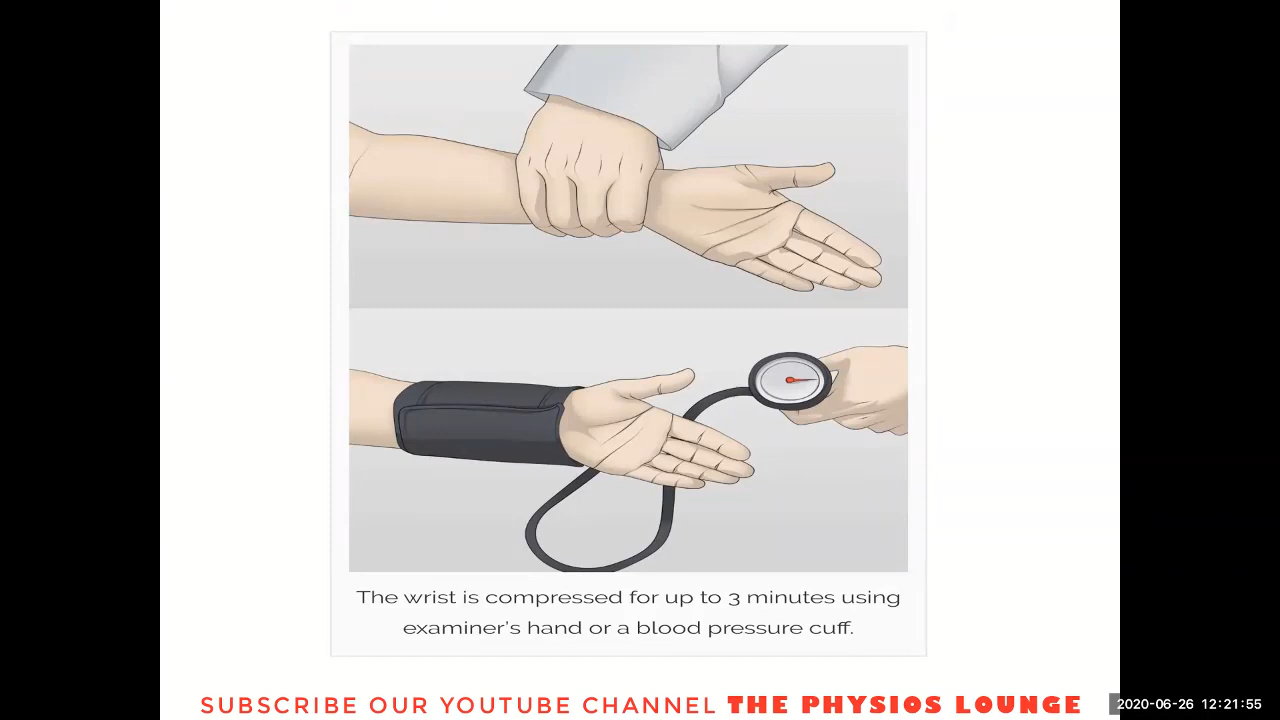 The wrist is compressed for up to 3 minutes using
examiner's hand or a blood pressure cuff.
SUBSCRIBE OUR YOUTUBE CHANNEL THE PHYSIOS LOUNGE
2020-06-26 12:21:55